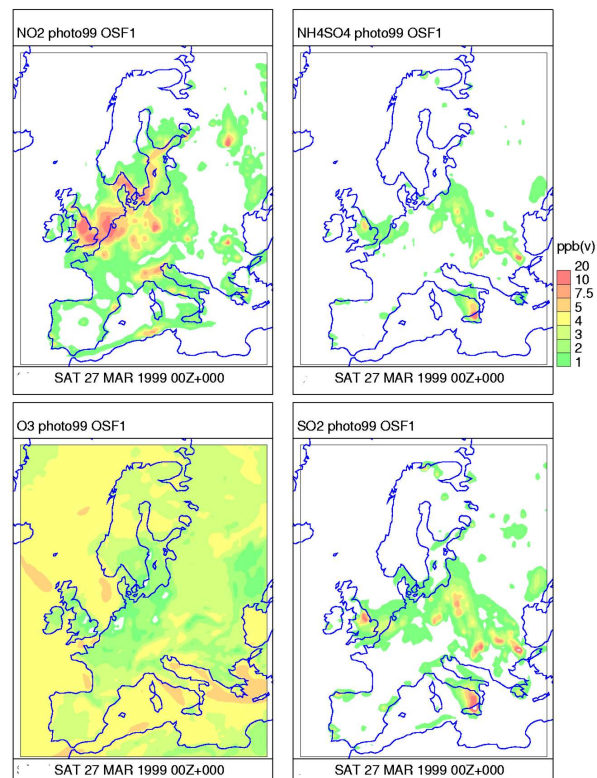 NO2 photo99 OSF1
NH4SO4 photo99 OSF1
ppb(v)
20
10
7.5
5
4
3
2
1
SAT 27 MAR 1999 00Z+000
SAT 27 MAR 1999 00Z+000
O3 photo99 OSF1
SO2 photo99 OSF1
SAT 27 MAR 1999 00Z+000
SAT 27 MAR 1999 00Z+000